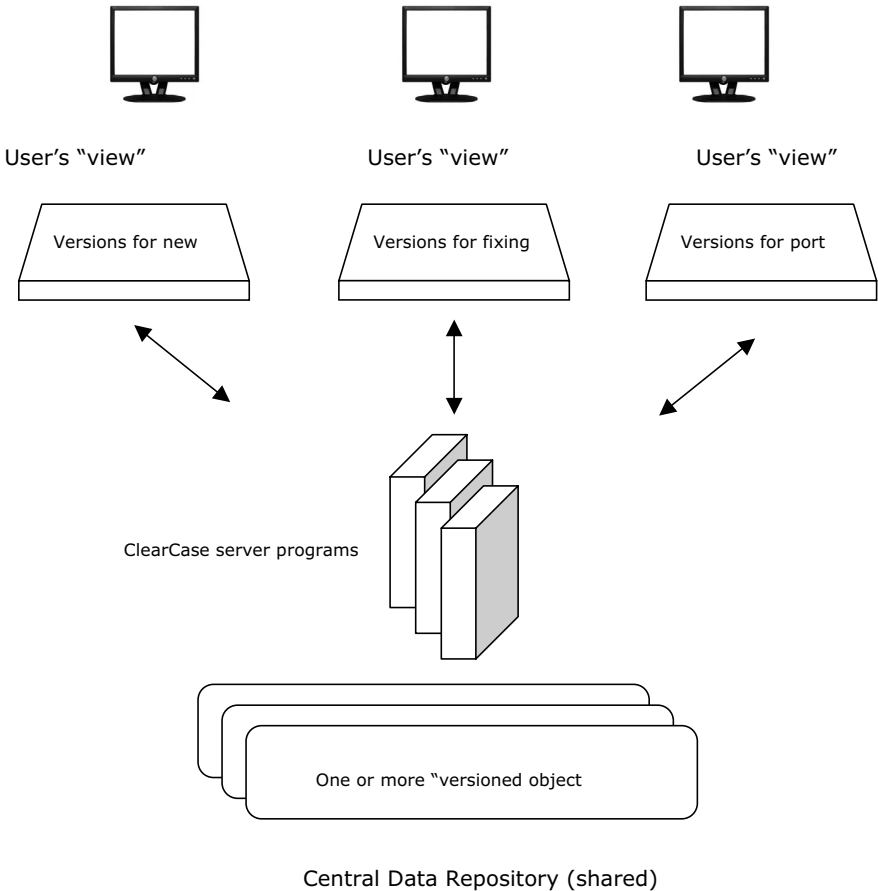 User’s “view”
User’s “view”
User’s “view”
Versions for new
Versions for fixing
Versions for port
ClearCase server programs
One or more “versioned object
Central Data Repository (shared)